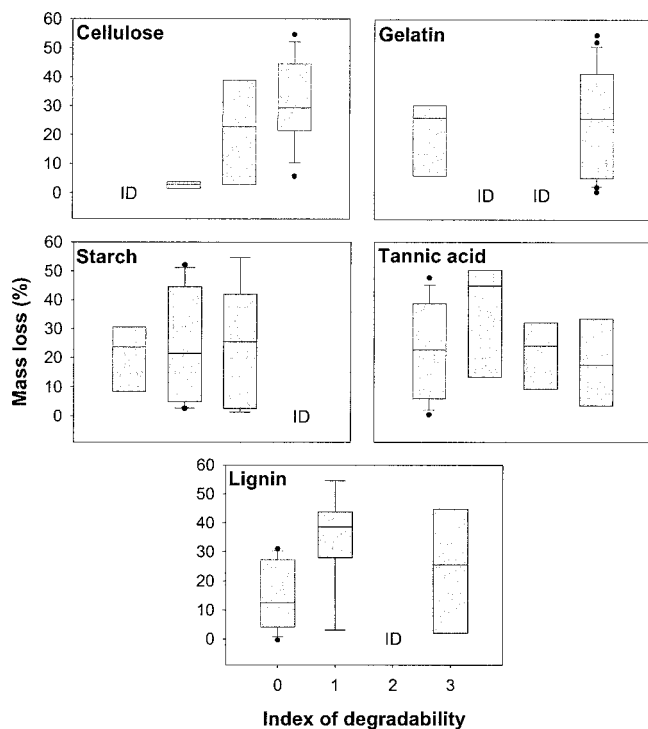 Cellulose
Gelatin
60
50
40
30
20
10
0
ID
ID
ID
Starch
Tannic acid
60
50
40
30
20
10
0
ID
Mass loss (%)
Lignin
60
50
40
30
20
10
0
ID
0 1 2 3
Index of degradability